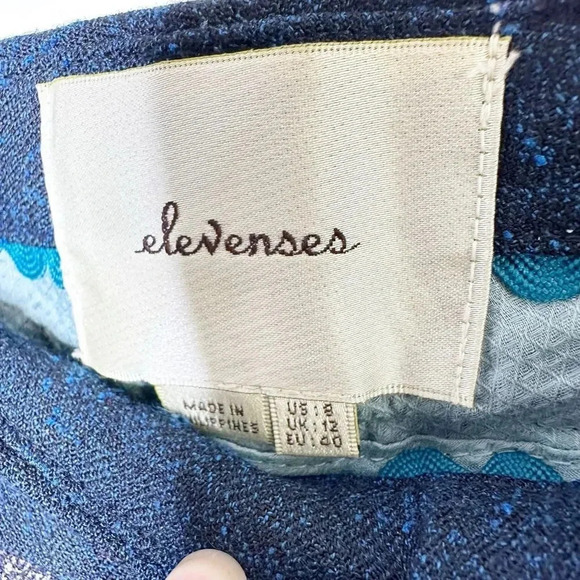 elevenses
MADE IN
PHILIPPINES
US: 8
UK: 12
EU: 40